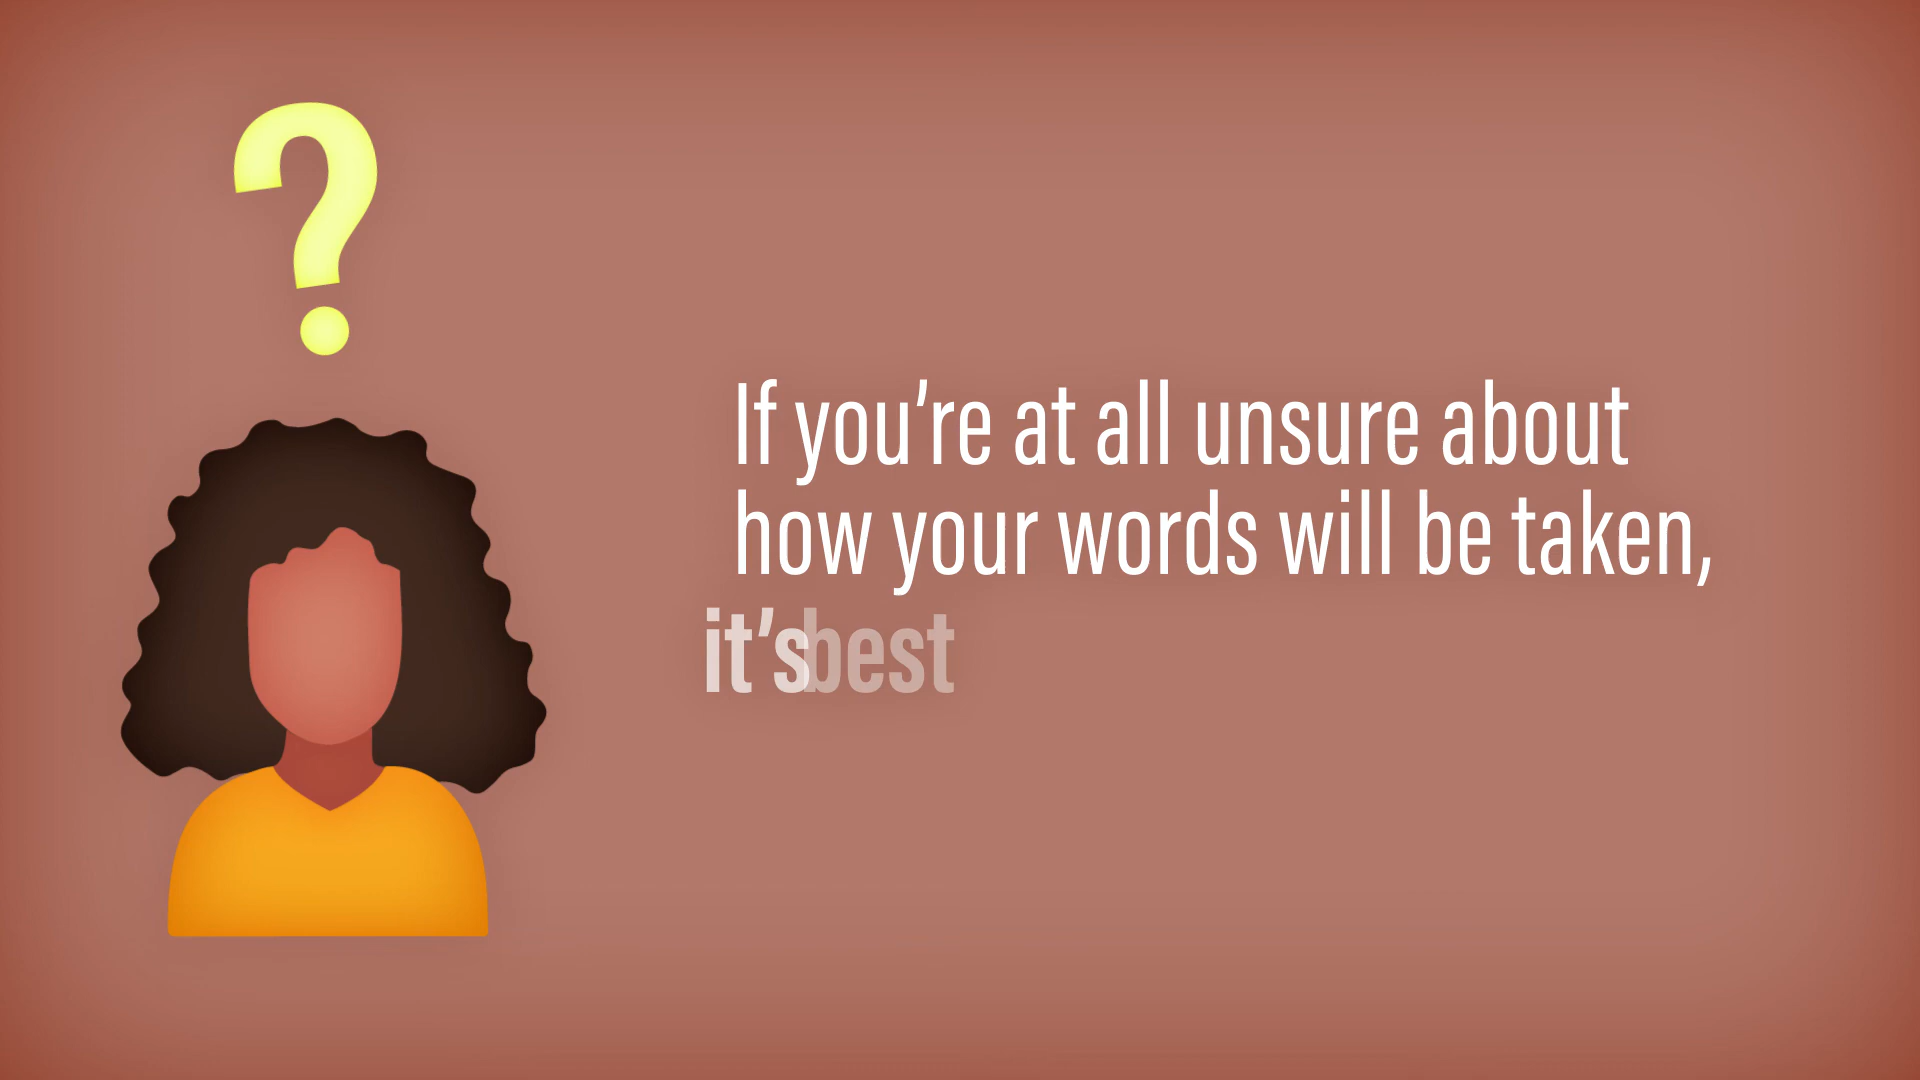 ?
If you’re at all unsure about
how your words will be taken,
it’s best